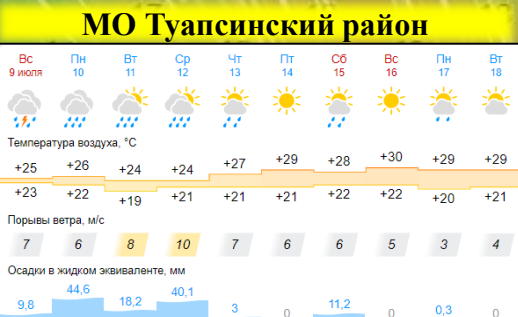 МО Туапсинский район
Вс Пн Вт Ср Чт Пт Сб Вс Пн Вт
9 июля 10 11 12 13 14 15 16 17 18
Температура воздуха, °C
+25 +26 +24 +24 +27 +29 +28 +30 +29 +29
+23 +22 +19 +21 +21 +21 +22 +22 +20 +21
Порывы ветра, м/с
7 6 8 10 7 6 6 5 3 4
Осадки в жидком эквиваленте, мм
9,8 44,6 18,2 40,1 3 0 11,2 0 0,3 0